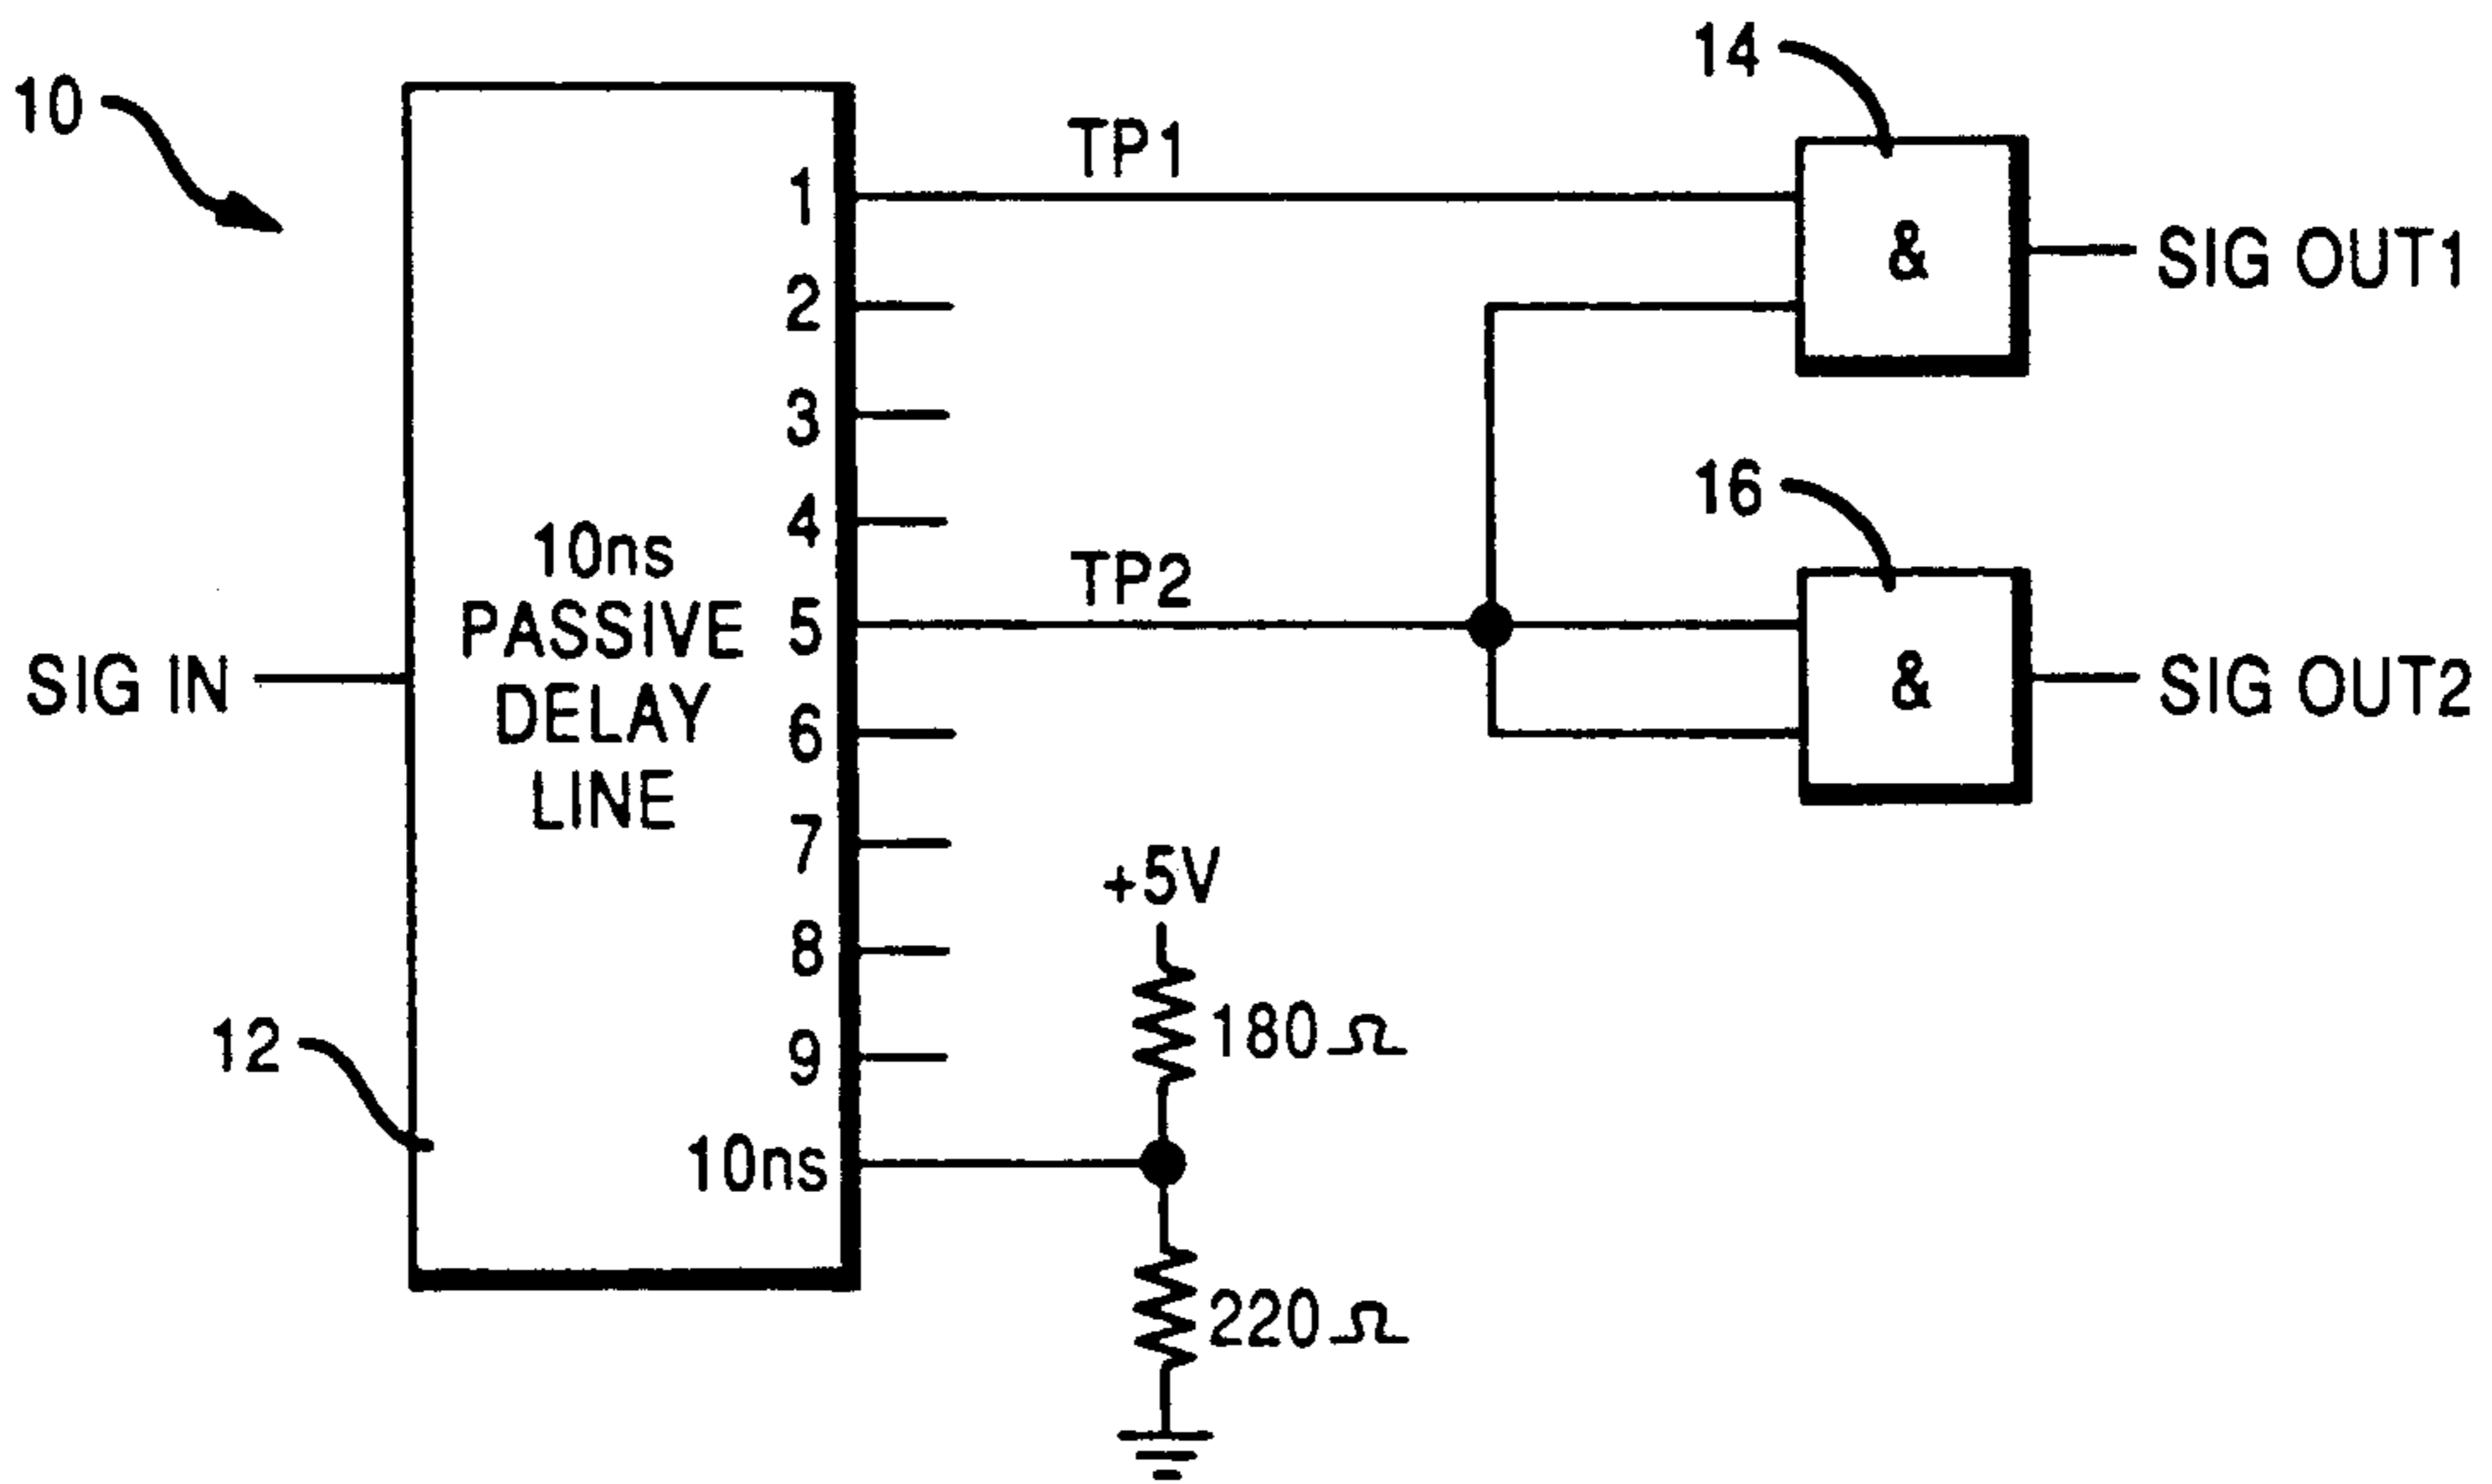 10
14
TP1
1
&
SIG OUT1
2
3
16
4
10ns
PASSIVE
DELAY
LINE
TP2
5
SIG IN
&
SIG OUT2
6
7
+5V
8
12
180Ω
9
10ns
220Ω